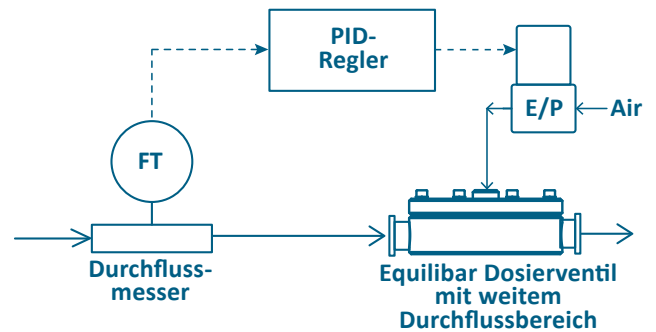 PID-
Regler
E/P
Air
FT
Durchfluss-
messer
Equilibar Dosierventil
mit weitem
Durchflussbereich